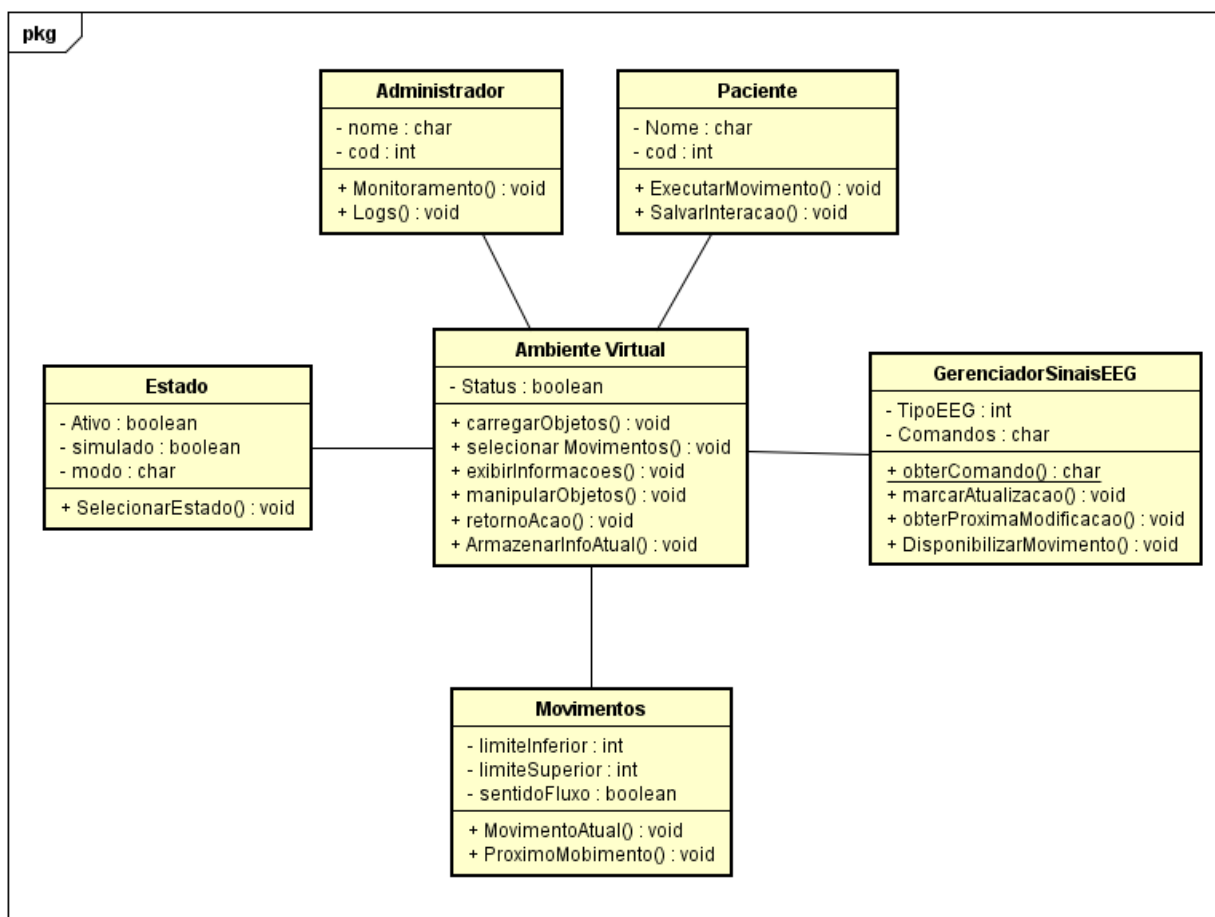 pkg
Administrador
- nome : char
- cod : int
+ Monitoramento() : void
+ Logs() : void
Paciente
- Nome : char
- cod : int
+ ExecutarMovimento() : void
+ SalvarInteracao() : void
Estado
- Ativo : boolean
- simulado : boolean
- modo : char
+ SelecionarEstado() : void
Ambiente Virtual
- Status : boolean
+ carregarObjetos() : void
+ selecionar Movimentos() : void
+ exibirInformacoes() : void
+ manipularObjetos() : void
+ retornoAcao() : void
+ ArmazenarInfoAtual() : void
GerenciadorSinaisEEG
- TipoEEG : int
- Comandos : char
+ obterComando() : char
+ marcarAtualizacao() : void
+ obterProximaModificacao() : void
+ DisponibilizarMovimento() : void
Movimentos
- limiteInferior : int
- limiteSuperior : int
- sentidoFluxo : boolean
+ MovimentoAtual() : void
+ ProximoMobimento() : void